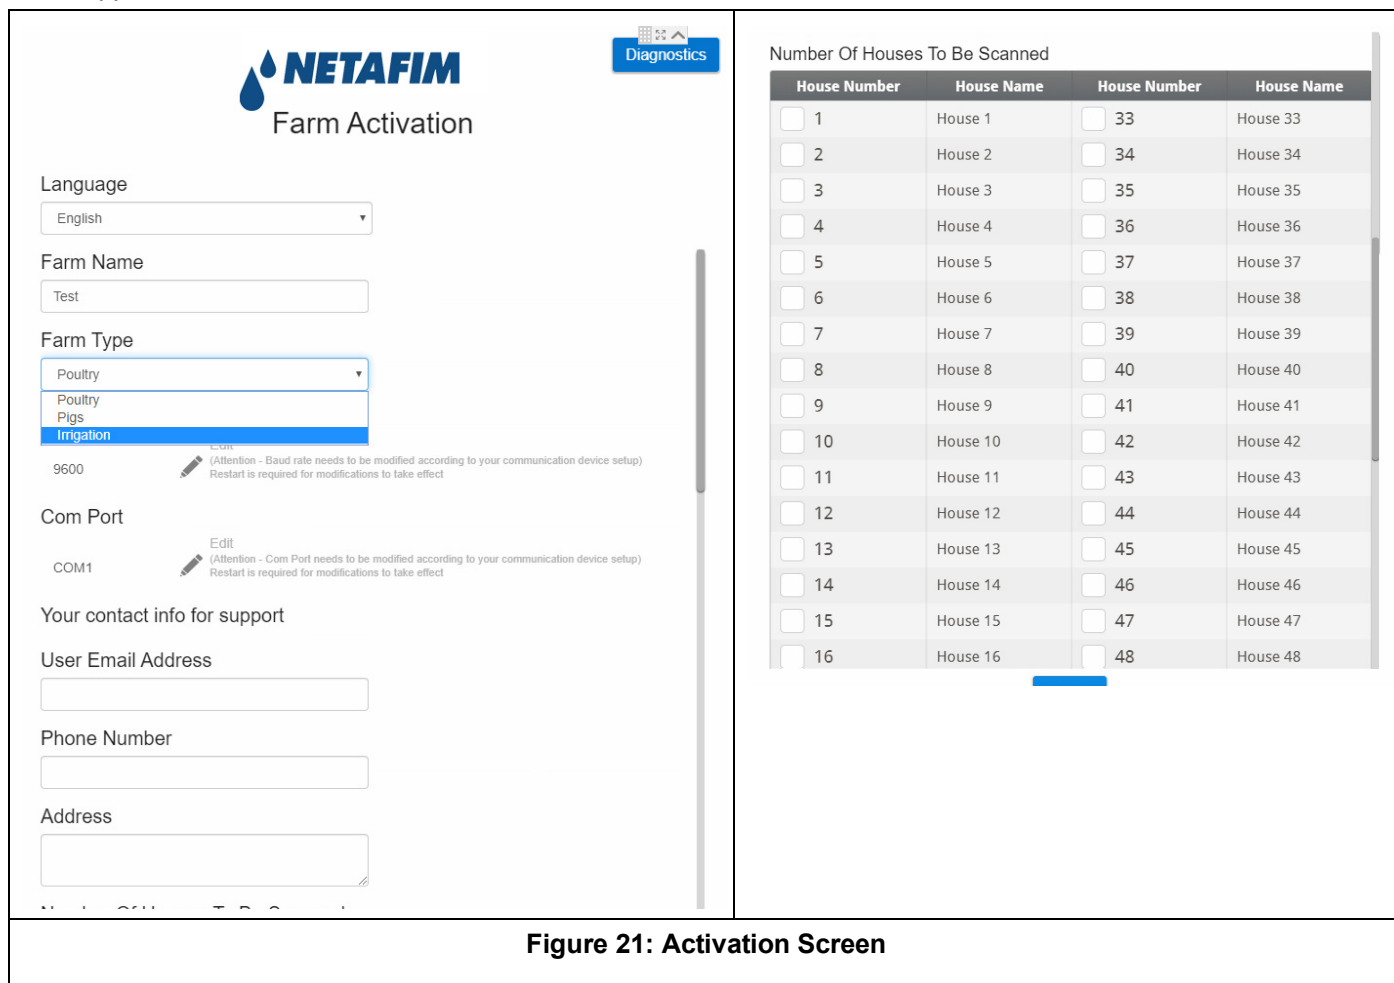 Diagnostics
NETAFIM
Farm Activation
Language
English
Farm Name
Test
Farm Type
Poultry
Poultry
Pigs
Irrigation
Edit
9600
(Attention - Baud rate needs to be modified according to your communication device setup)
Restart is required for modifications to take effect
Com Port
Edit
COM1
(Attention - Com Port needs to be modified according to your communication device setup)
Restart is required for modifications to take effect
Your contact info for support
User Email Address
Phone Number
Address
Number Of Houses To Be Scanned
House Number House Name House Number House Name
1 House 1 33 House 33
2 House 2 34 House 34
3 House 3 35 House 35
4 House 4 36 House 36
5 House 5 37 House 37
6 House 6 38 House 38
7 House 7 39 House 39
8 House 8 40 House 40
9 House 9 41 House 41
10 House 10 42 House 42
11 House 11 43 House 43
12 House 12 44 House 44
13 House 13 45 House 45
14 House 14 46 House 46
15 House 15 47 House 47
16 House 16 48 House 48
Figure 21: Activation Screen